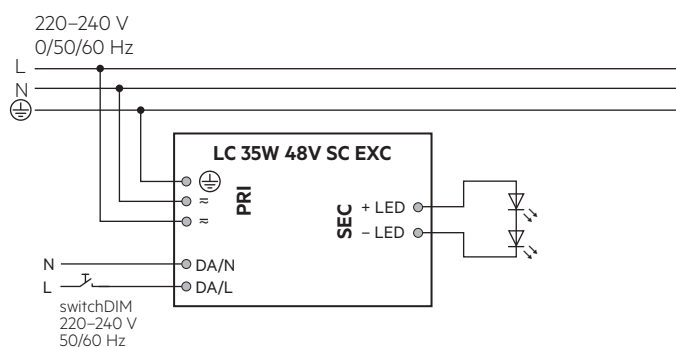 220–240 V
0/50/60 Hz
L
N
LC 35W 48V SC EXC
PRI
≂
≂
SEC
+ LED
– LED
N
DA/N
L
DA/L
switchDIM
220–240 V
50/60 Hz